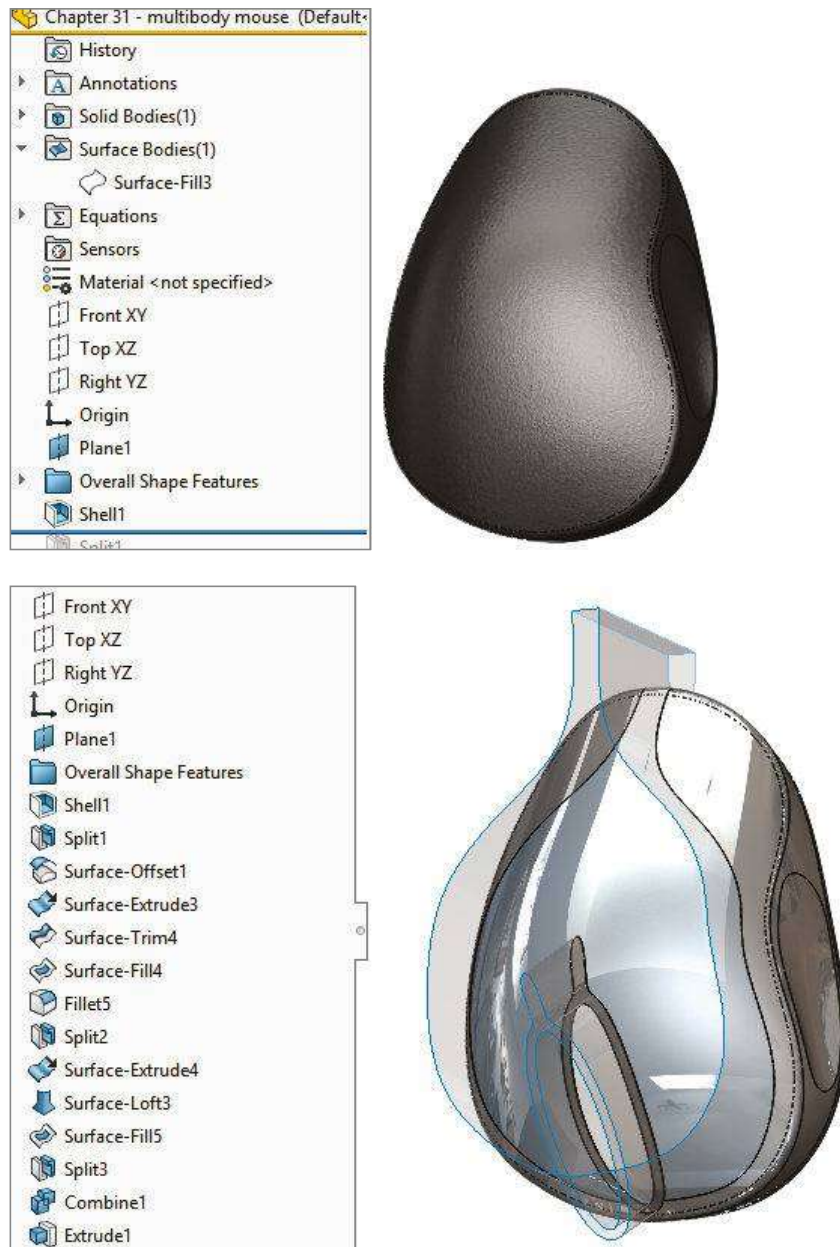 Chapter 31 - multibody mouse (Default<
History
Annotations
Solid Bodies(1)
Surface Bodies(1)
Surface-Fill3
Equations
Sensors
Material <not specified>
Front XY
Top XZ
Right YZ
Origin
Plane1
Overall Shape Features
Shell1
Split1
Front XY
Top XZ
Right YZ
Origin
Plane1
Overall Shape Features
Shell1
Split1
Surface-Offset1
Surface-Extrude3
Surface-Trim4
Surface-Fill4
Fillet5
Split2
Surface-Extrude4
Surface-Loft3
Surface-Fill5
Split3
Combine1
Extrude1